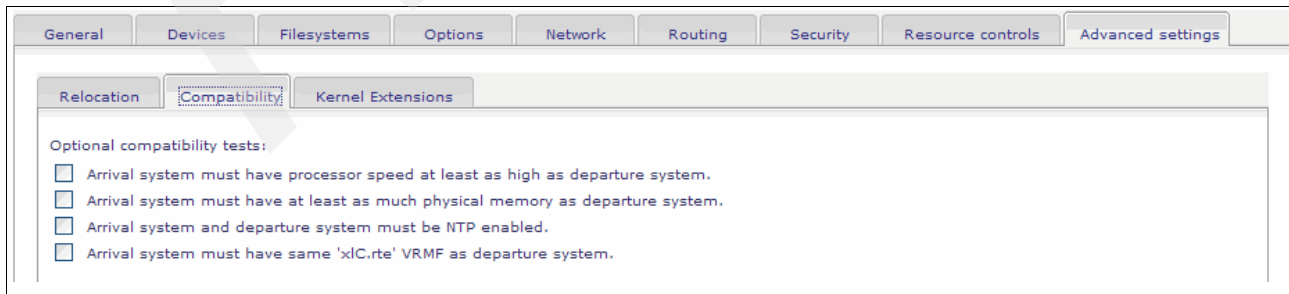 General Devices Filesystems Options Network Routing Security Resource controls Advanced settings
Relocation Compatibility Kernel Extensions
Optional compatibility tests:
Arrival system must have processor speed at least as high as departure system.
Arrival system must have at least as much physical memory as departure system.
Arrival system and departure system must be NTP enabled.
Arrival system must have same 'xlC.rte' VRMF as departure system.